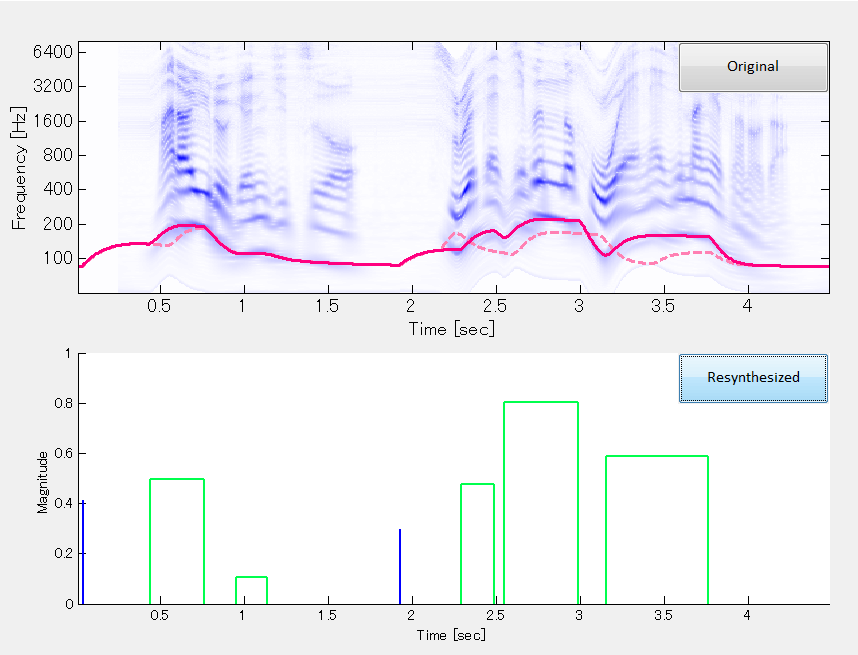 6400
3200
1600
800
400
200
100
Frequency [Hz]
Original
0.5 1 1.5 2 2.5 3 3.5 4
Time [sec]
1
0.8
0.6
0.4
0.2
0
Magnitude
Resynthesized
0.5 1 1.5 2 2.5 3 3.5 4
Time [sec]